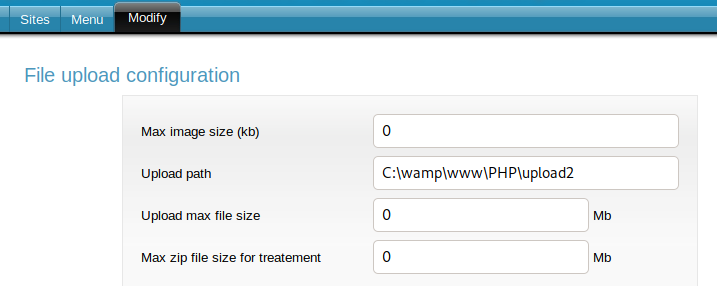 Sites Menu Modify
File upload configuration
Max image size (kb) 0
Upload path C:\wamp\www\PHP\upload2
Upload max file size 0 Mb
Max zip file size for treatement 0 Mb